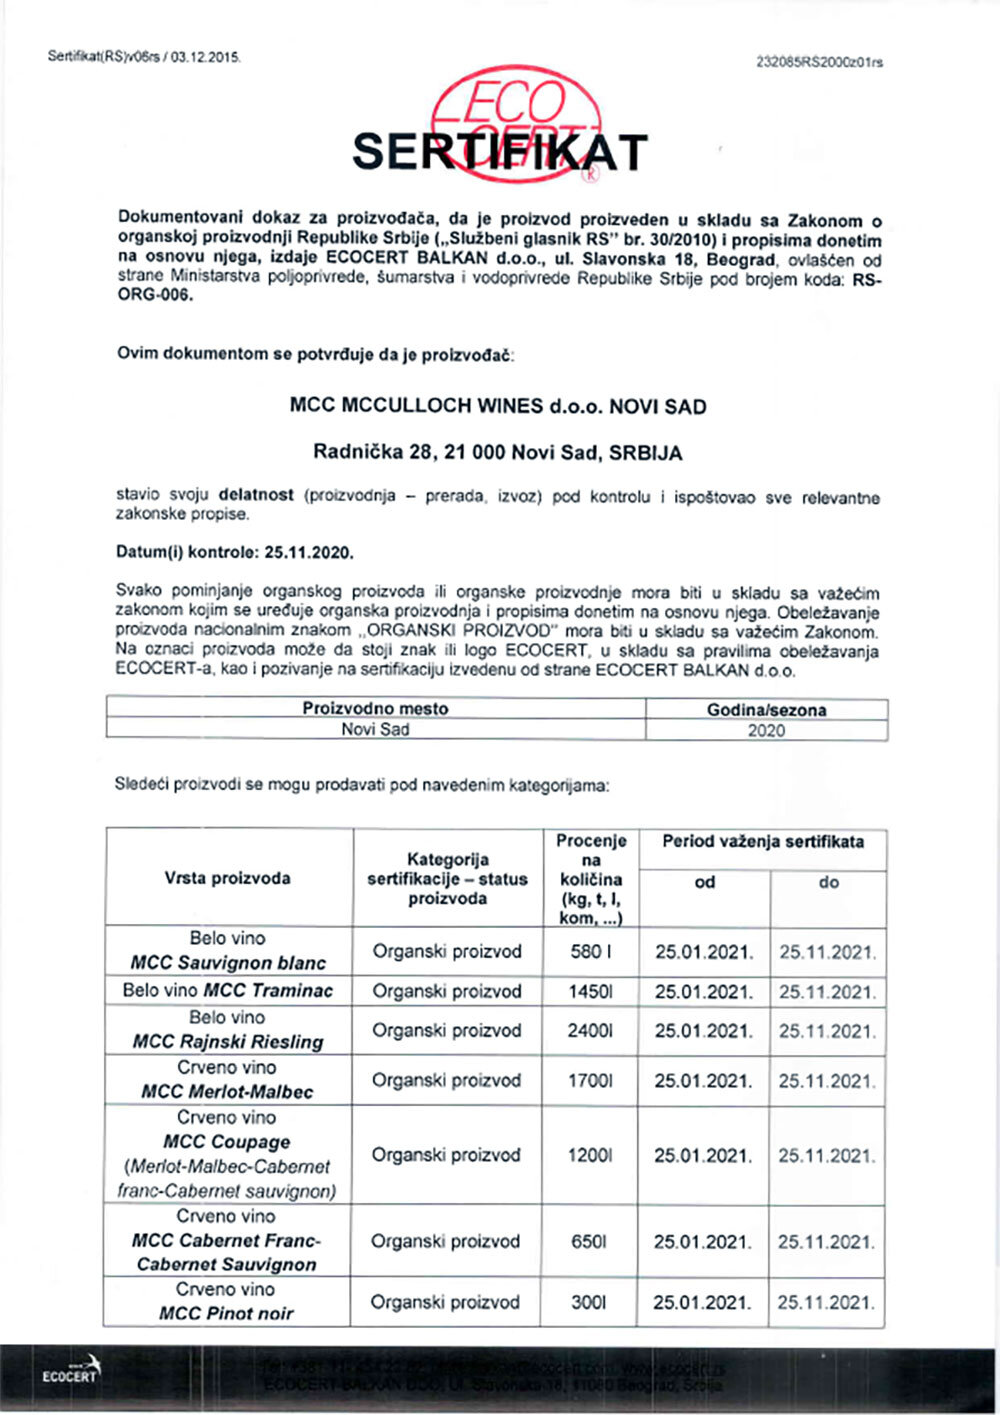 Sertifikat(RS)v06rs / 03.12.2015.
232085RS2000z01rs
ECO
CERT
®
SERTIFIKAT
Dokumentovani dokaz za proizvođača, da je proizvod proizveden u skladu sa Zakonom o
organskoj proizvodnji Republike Srbije („Službeni glasnik RS” br. 30/2010) i propisima donetim
na osnovu njega, izdaje ECOCERT BALKAN d.o.o., ul. Slavonska 18, Beograd, ovlašćen od
strane Ministarstva poljoprivrede, šumarstva i vodoprivrede Republike Srbije pod brojem koda: RS-
ORG-006.
Ovim dokumentom se potvrđuje da je proizvođač:
MCC MCCULLOCH WINES d.o.o. NOVI SAD
Radnička 28, 21 000 Novi Sad, SRBIJA
stavio svoju delatnost (proizvodnja – prerada, izvoz) pod kontrolu i ispoštovao sve relevantne
zakonske propise.
Datum(i) kontrole: 25.11.2020.
Svako pominjanje organskog proizvoda ili organske proizvodnje mora biti u skladu sa važećim
zakonom kojim se uređuje organska proizvodnja i propisima donetim na osnovu njega. Obeležavanje
proizvoda nacionalnim znakom „ORGANSKI PROIZVOD” mora biti u skladu sa važećim Zakonom.
Na oznaci proizvoda može da stoji znak ili logo ECOCERT, u skladu sa pravilima obeležavanja
ECOCERT-a, kao i pozivanje na sertifikaciju izvedenu od strane ECOCERT BALKAN d.o.o.
Proizvodno mesto Godina/sezona
Novi Sad 2020
Sledeći proizvodi se mogu prodavati pod navedenim kategorijama:
Vrsta proizvoda
Kategorija
sertifikacije – status
proizvoda
Procenje
na
količina
(kg, t, l,
kom, ...)
Period važenja sertifikata
od do
Belo vino
MCC Sauvignon blanc
Organski proizvod 580 l 25.01.2021. 25.11.2021.
Belo vino MCC Traminac Organski proizvod 1450l 25.01.2021. 25.11.2021.
Belo vino
MCC Rajnski Riesling
Organski proizvod 2400l 25.01.2021. 25.11.2021.
Crveno vino
MCC Merlot-Malbec
Organski proizvod 1700l 25.01.2021. 25.11.2021.
Crveno vino
MCC Coupage
(Merlot-Malbec-Cabernet
franc-Cabernet sauvignon)
Organski proizvod 1200l 25.01.2021. 25.11.2021.
Crveno vino
MCC Cabernet Franc-
Cabernet Sauvignon
Organski proizvod 650l 25.01.2021. 25.11.2021.
Crveno vino
MCC Pinot noir
Organski proizvod 300l 25.01.2021. 25.11.2021.
ECOCERT
ECOCERT BALKAN DOO, Ul. Slavonska 18, 11080 Beograd, Srbija